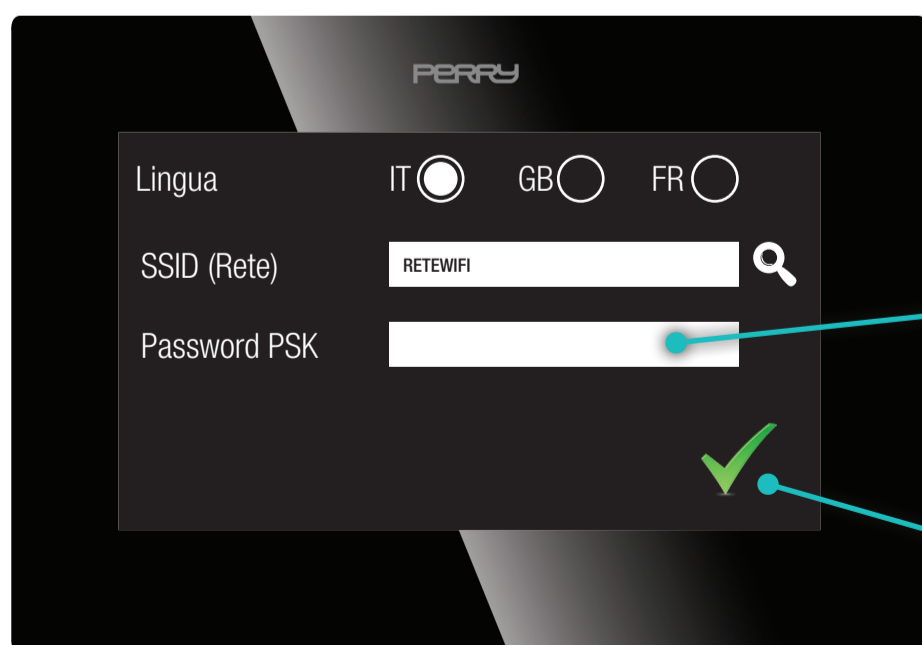 PERRY
Lingua IT GB FR
SSID (Rete) RETEWIFI
Password PSK